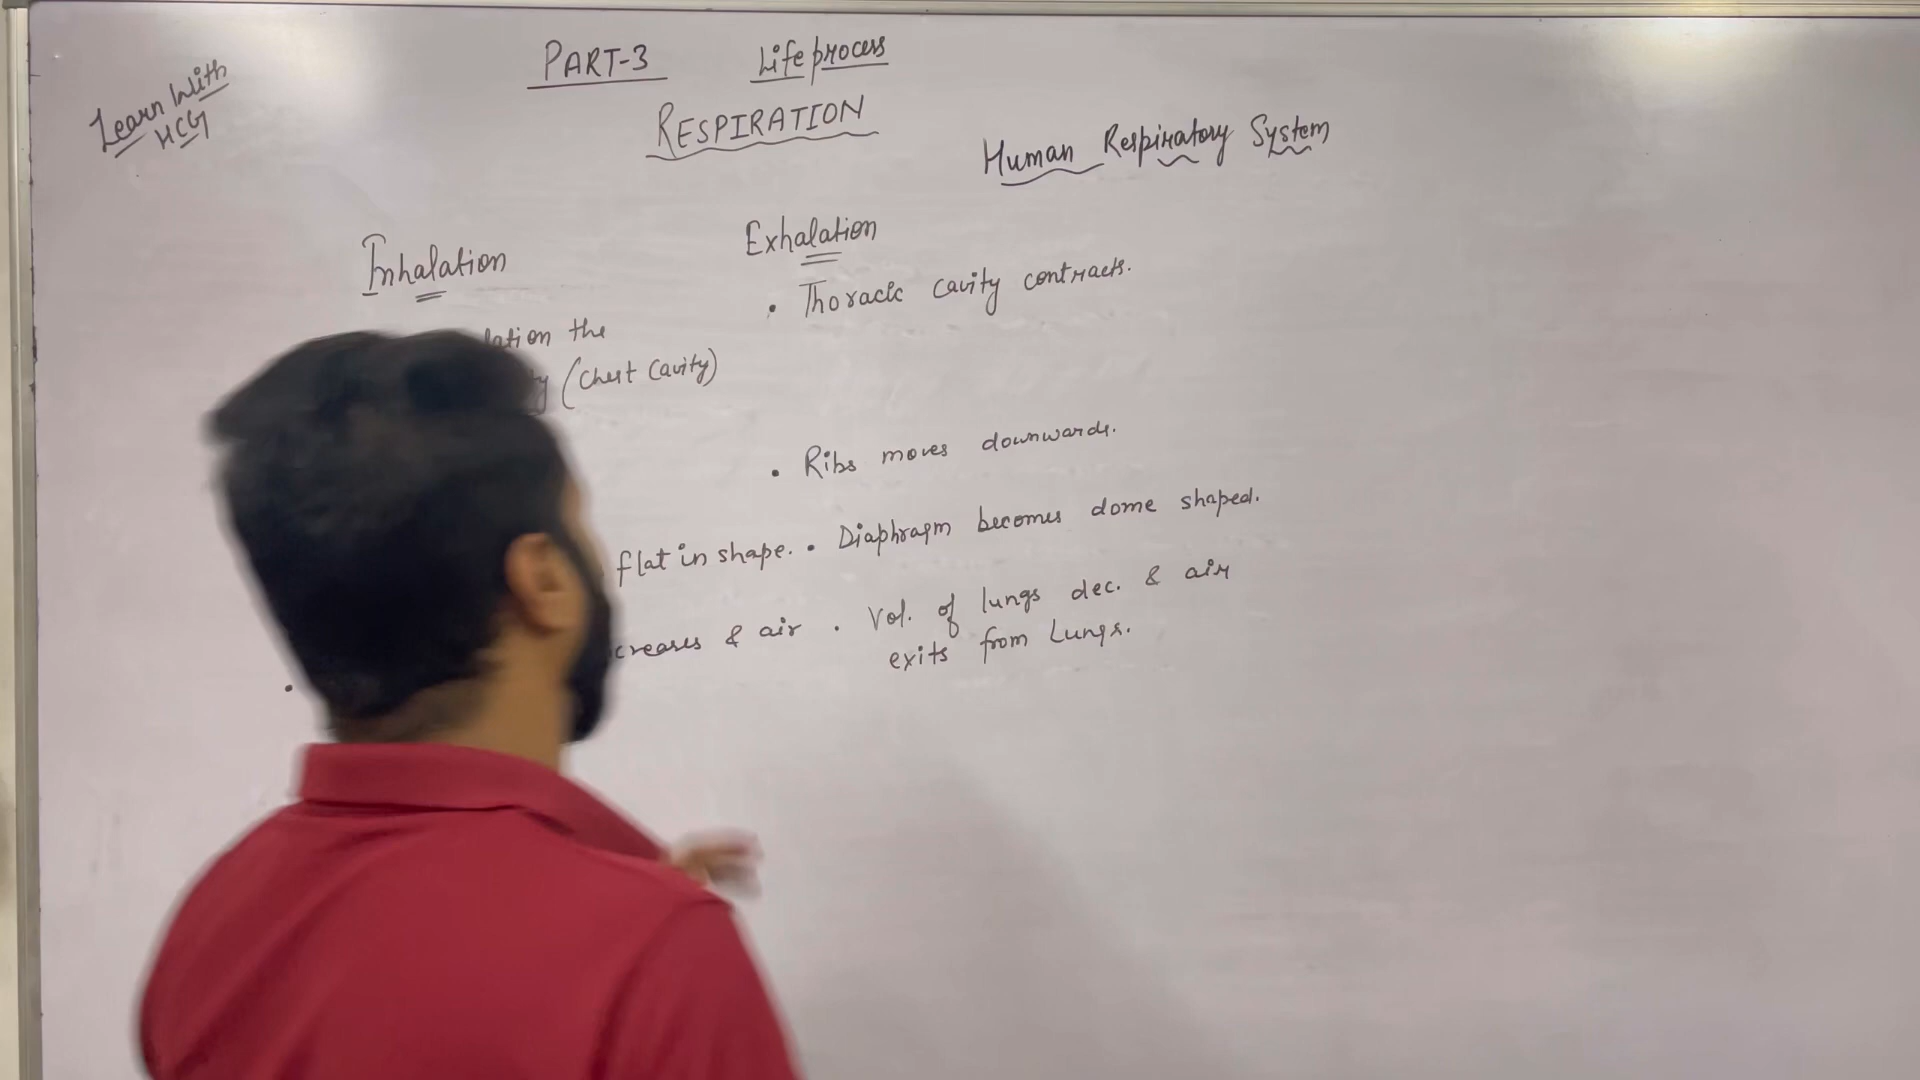 Learn With
HCG
PART-3 Life process
RESPIRATION
Human Respiratory System
Inhalation
the
(Chest Cavity)
flat in shape.
& air
Exhalation
• Thoracic cavity contracts.
• Ribs moves downwards.
• Diaphragm becomes dome shaped.
• Vol. of lungs dec. & air
exits from Lungs.